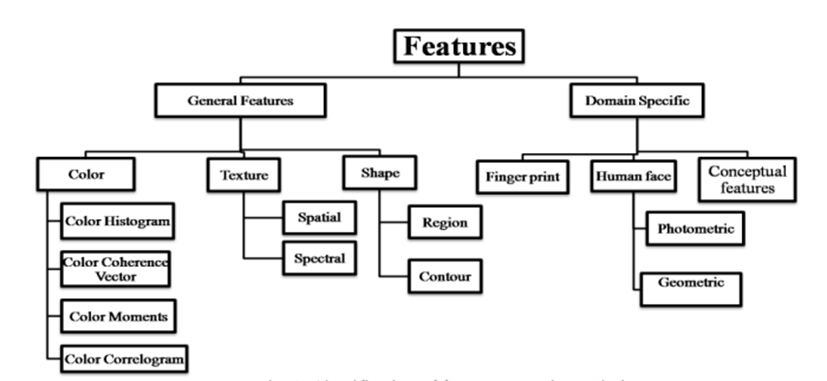 Features
General Features
Domain Specific
Color
Texture
Shape
Finger print
Human face
Conceptual
features
Color Histogram
Color Coherence
Vector
Color Moments
Color Correlogram
Spatial
Spectral
Region
Contour
Photometric
Geometric